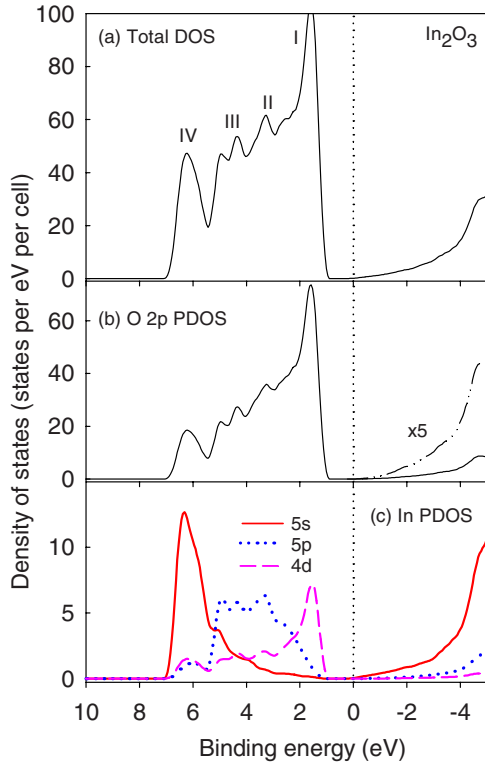 (a) Total DOS
In2O3
I
II
III
IV
100
80
60
40
20
0
(b) O 2p PDOS
x5
60
40
20
0
(c) In PDOS
5s
5p
4d
10
5
0
10 8 6 4 2 0 -2 -4
Binding energy (eV)
Density of states (states per eV per cell)